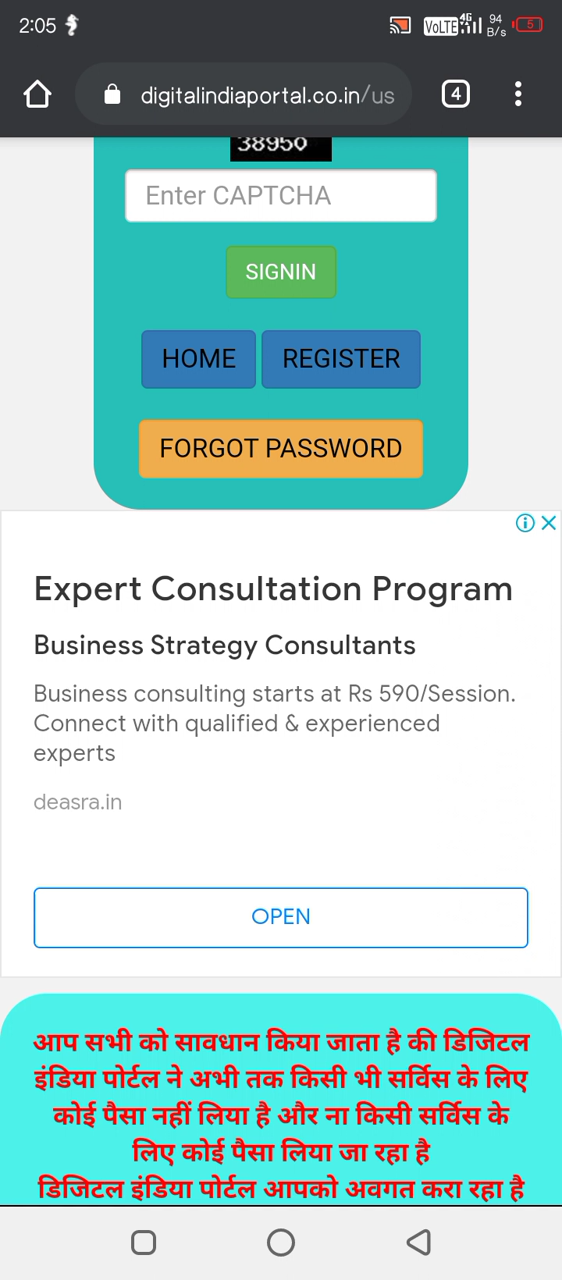 2:05
VoLTE 4G 94 B/s 5
digitalindiaportal.co.in/us
4
38950
Enter CAPTCHA
SIGNIN
HOME REGISTER
FORGOT PASSWORD
Expert Consultation Program
Business Strategy Consultants
Business consulting starts at Rs 590/Session.
Connect with qualified & experienced
experts
deasra.in
OPEN
आप सभी को सावधान किया जाता है की डिजिटल
इंडिया पोर्टल ने अभी तक किसी भी सर्विस के लिए
कोई पैसा नहीं लिया है और ना किसी सर्विस के
लिए कोई पैसा लिया जा रहा है
डिजिटल इंडिया पोर्टल आपको अवगत करा रहा है